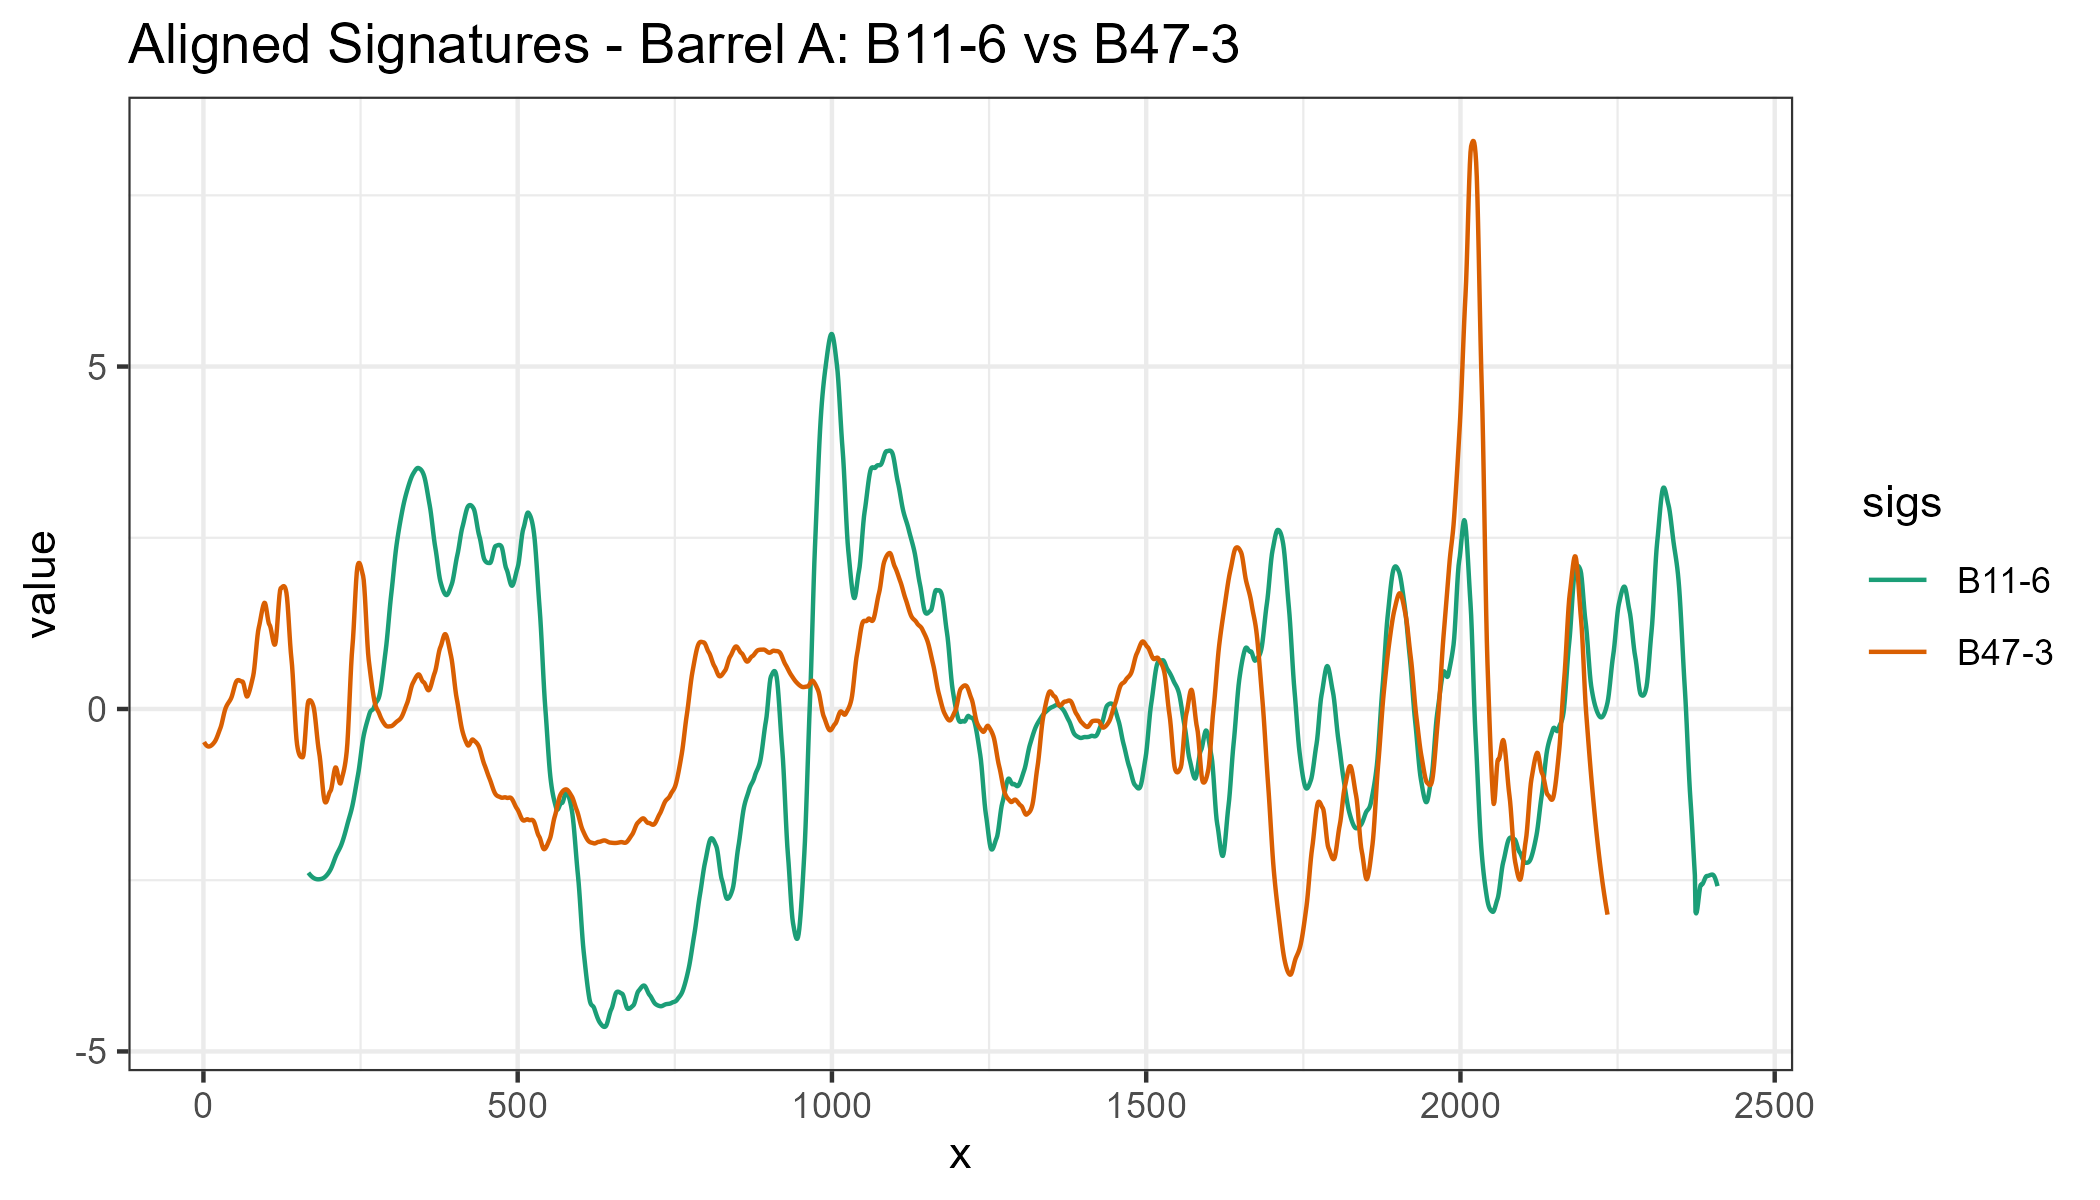 Aligned Signatures - Barrel A: B11-6 vs B47-3
value
5
0
-5
0 500 1000 1500 2000 2500
x
sigs
B11-6
B47-3